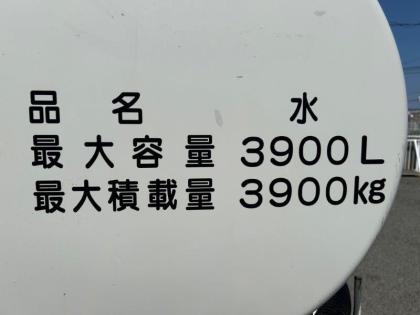 品名 水
最大容量 3900L
最大積載量 3900kg